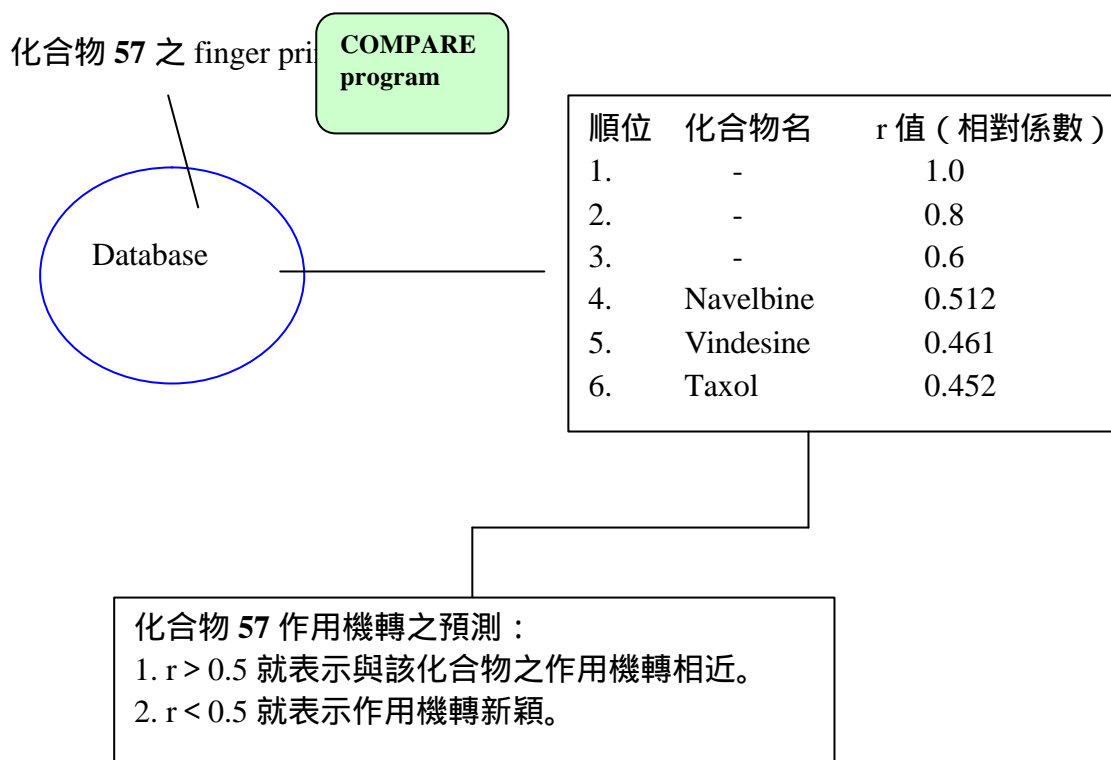 化合物 57 之 finger pri
COMPARE
program
Database
順位 化合物名 r 值（相對係數）
1. - 1.0
2. - 0.8
3. - 0.6
4. Navelbine 0.512
5. Vindesine 0.461
6. Taxol 0.452
化合物 57 作用機轉之預測：
1. r＞0.5 就表示與該化合物之作用機轉相近。
2. r＜0.5 就表示作用機轉新穎。